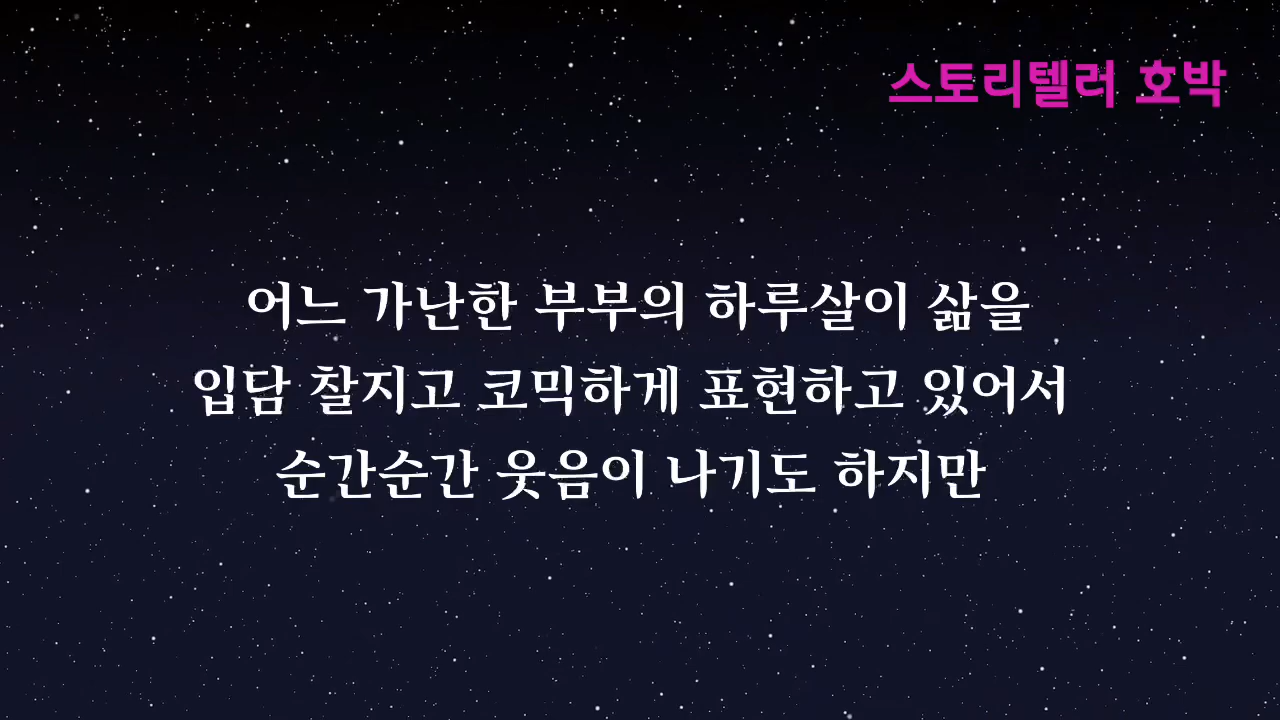 스토리텔러 호박
어느 가난한 부부의 하루살이 삶을
입담 찰지고 코믹하게 표현하고 있어서
순간순간 웃음이 나기도 하지만